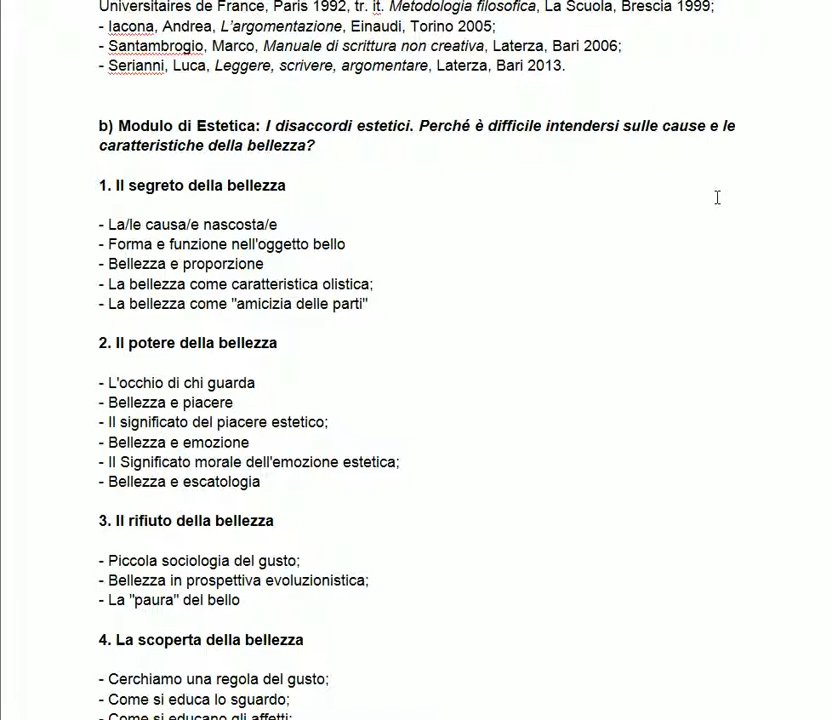 Universitaires de France, Paris 1992, tr. it. Metodologia filosofica, La Scuola, Brescia 1999;
- Iacona, Andrea, L'argomentazione, Einaudi, Torino 2005;
- Santambrogio, Marco, Manuale di scrittura non creativa, Laterza, Bari 2006;
- Serianni, Luca, Leggere, scrivere, argomentare, Laterza, Bari 2013.
b) Modulo di Estetica: I disaccordi estetici. Perché è difficile intendersi sulle cause e le
caratteristiche della bellezza?
1. Il segreto della bellezza
- La/le causa/e nascosta/e
- Forma e funzione nell'oggetto bello
- Bellezza e proporzione
- La bellezza come caratteristica olistica;
- La bellezza come "amicizia delle parti"
2. Il potere della bellezza
- L'occhio di chi guarda
- Bellezza e piacere
- Il significato del piacere estetico;
- Bellezza e emozione
- Il Significato morale dell'emozione estetica;
- Bellezza e escatologia
3. Il rifiuto della bellezza
- Piccola sociologia del gusto;
- Bellezza in prospettiva evoluzionistica;
- La "paura" del bello
4. La scoperta della bellezza
- Cerchiamo una regola del gusto;
- Come si educa lo sguardo;
- Come si educano gli affetti;